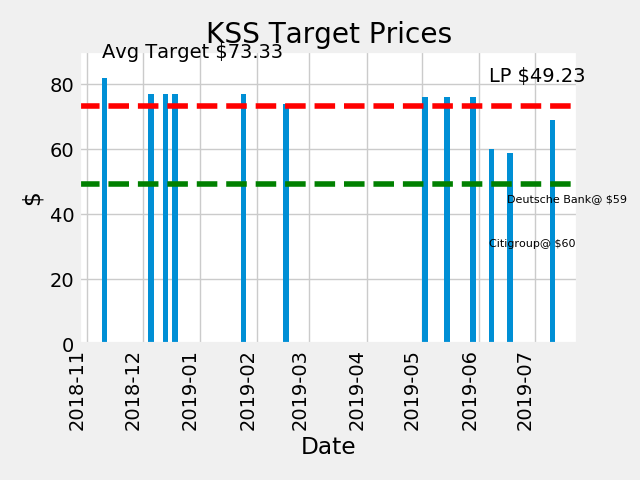 KSS Target Prices
Avg Target $73.33
LP $49.23
80
60
40
20
0
$
Deutsche Bank@ $59
Citigroup@ $60
2018-11
2018-12
2019-01
2019-02
2019-03
2019-04
2019-05
2019-06
2019-07
Date